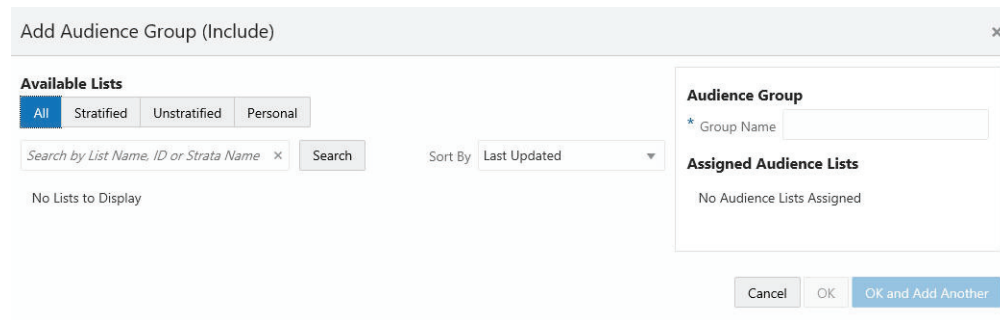 Add Audience Group (Include)
×
Available Lists
All Stratified Unstratified Personal
Search by List Name, ID or Strata Name × Search Sort By Last Updated
No Lists to Display
Audience Group
* Group Name
Assigned Audience Lists
No Audience Lists Assigned
Cancel OK OK and Add Another